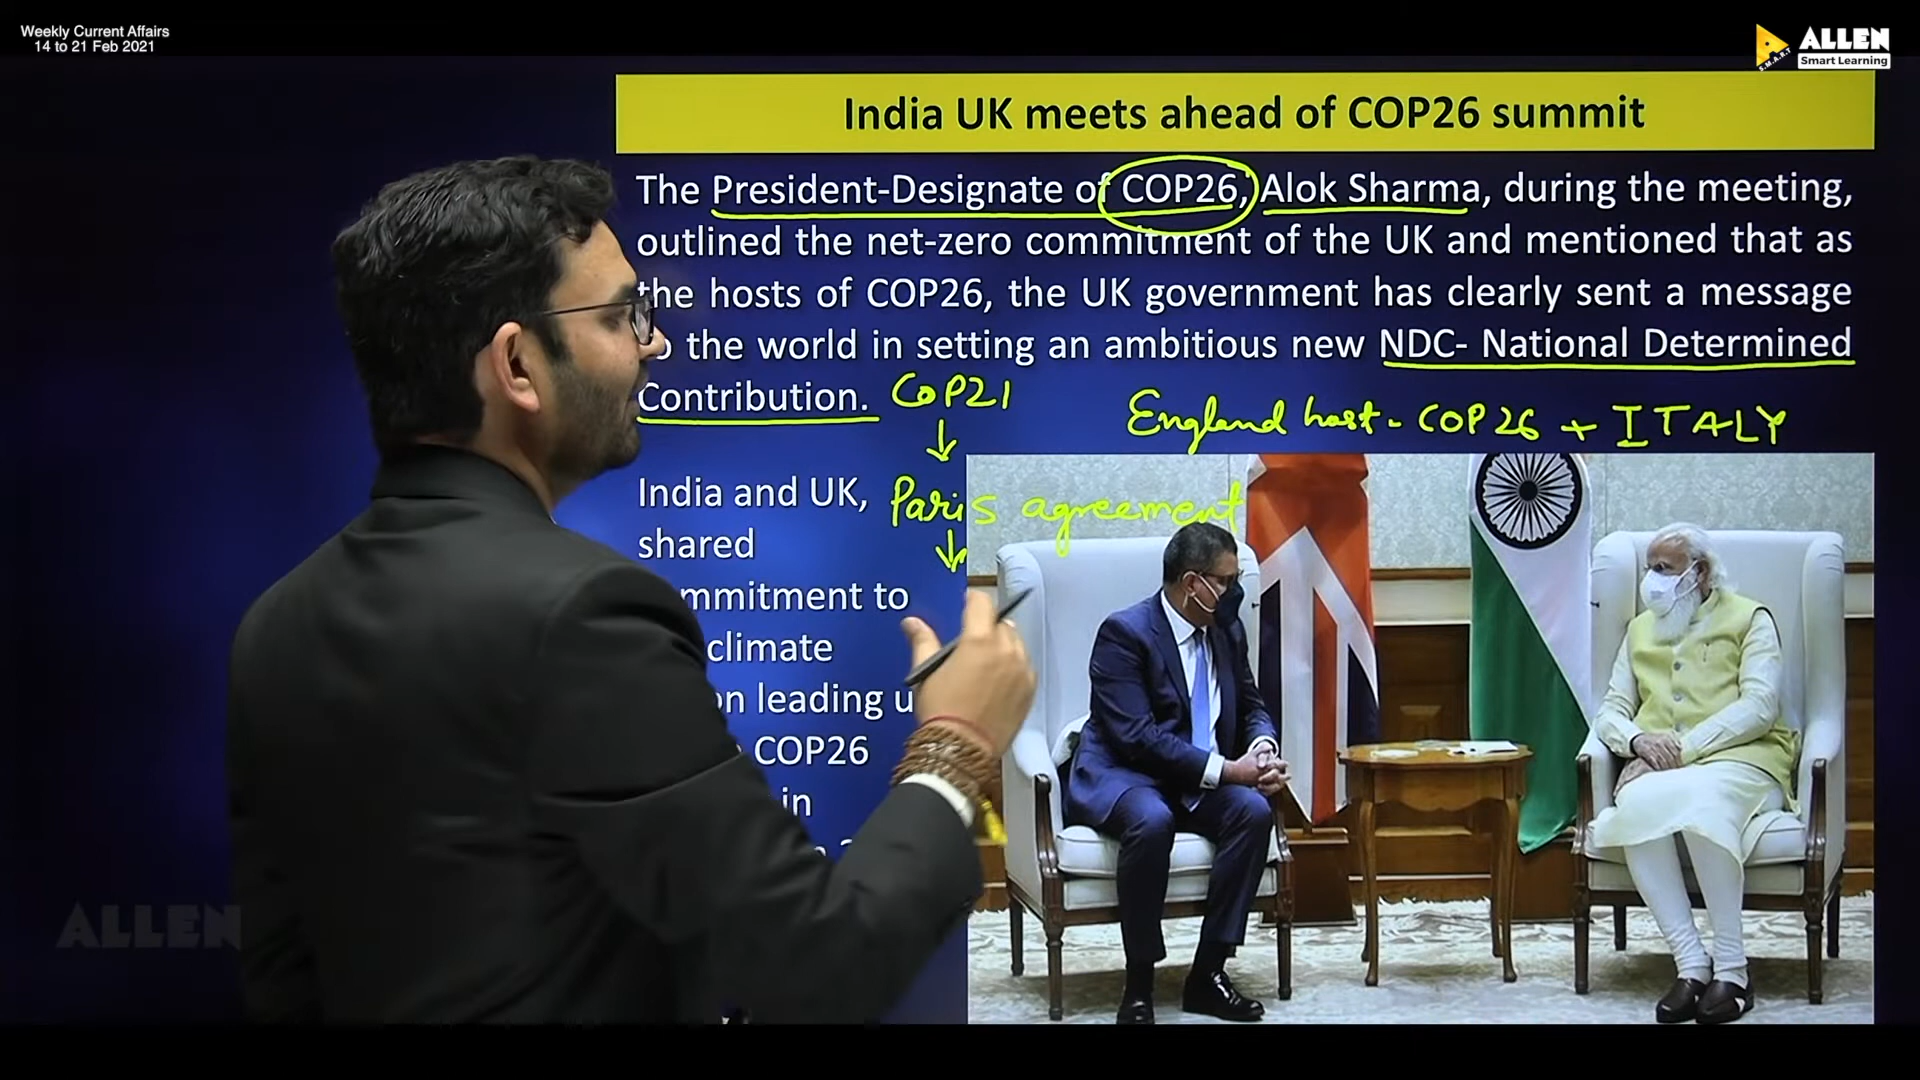 Weekly Current Affairs
14 to 21 Feb 2021
ALLEN
Smart Learning
India UK meets ahead of COP26 summit
The President-Designate of COP26, Alok Sharma, during the meeting,
outlined the net-zero commitment of the UK and mentioned that as
the hosts of COP26, the UK government has clearly sent a message
the world in setting an ambitious new NDC- National Determined
Contribution. COP21
England host - COP26 + ITALY
India and UK, Paris agreement
shared
mmitment to
climate
on leading u
COP26
in
ALLEN